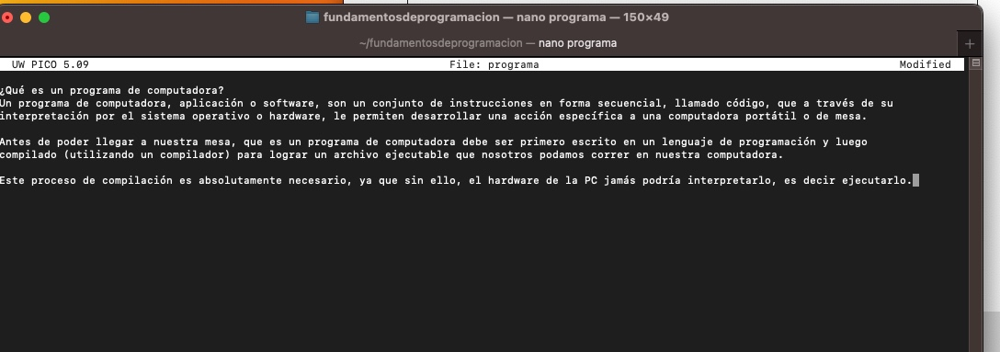 fundamentosdeprogramacion — nano programa — 150×49
~/fundamentosdeprogramacion — nano programa
UW PICO 5.09 File: programa Modified
¿Qué es un programa de computadora?
Un programa de computadora, aplicación o software, son un conjunto de instrucciones en forma secuencial, llamado código, que a través de su
interpretación por el sistema operativo o hardware, le permiten desarrollar una acción específica a una computadora portátil o de mesa.
Antes de poder llegar a nuestra mesa, que es un programa de computadora debe ser primero escrito en un lenguaje de programación y luego
compilado (utilizando un compilador) para lograr un archivo ejecutable que nosotros podamos correr en nuestra computadora.
Este proceso de compilación es absolutamente necesario, ya que sin ello, el hardware de la PC jamás podría interpretarlo, es decir ejecutarlo.